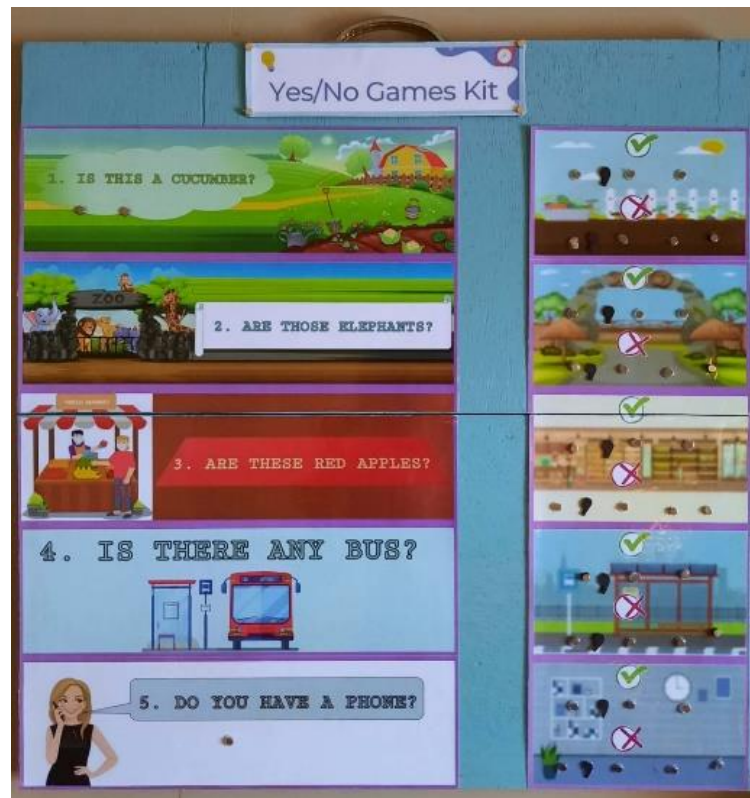 Yes/No Games Kit
1. IS THIS A CUCUMBER?
ZOO
2. ARE THOSE ELEPHANTS?
3. ARE THESE RED APPLES?
4. IS THERE ANY BUS?
5. DO YOU HAVE A PHONE?